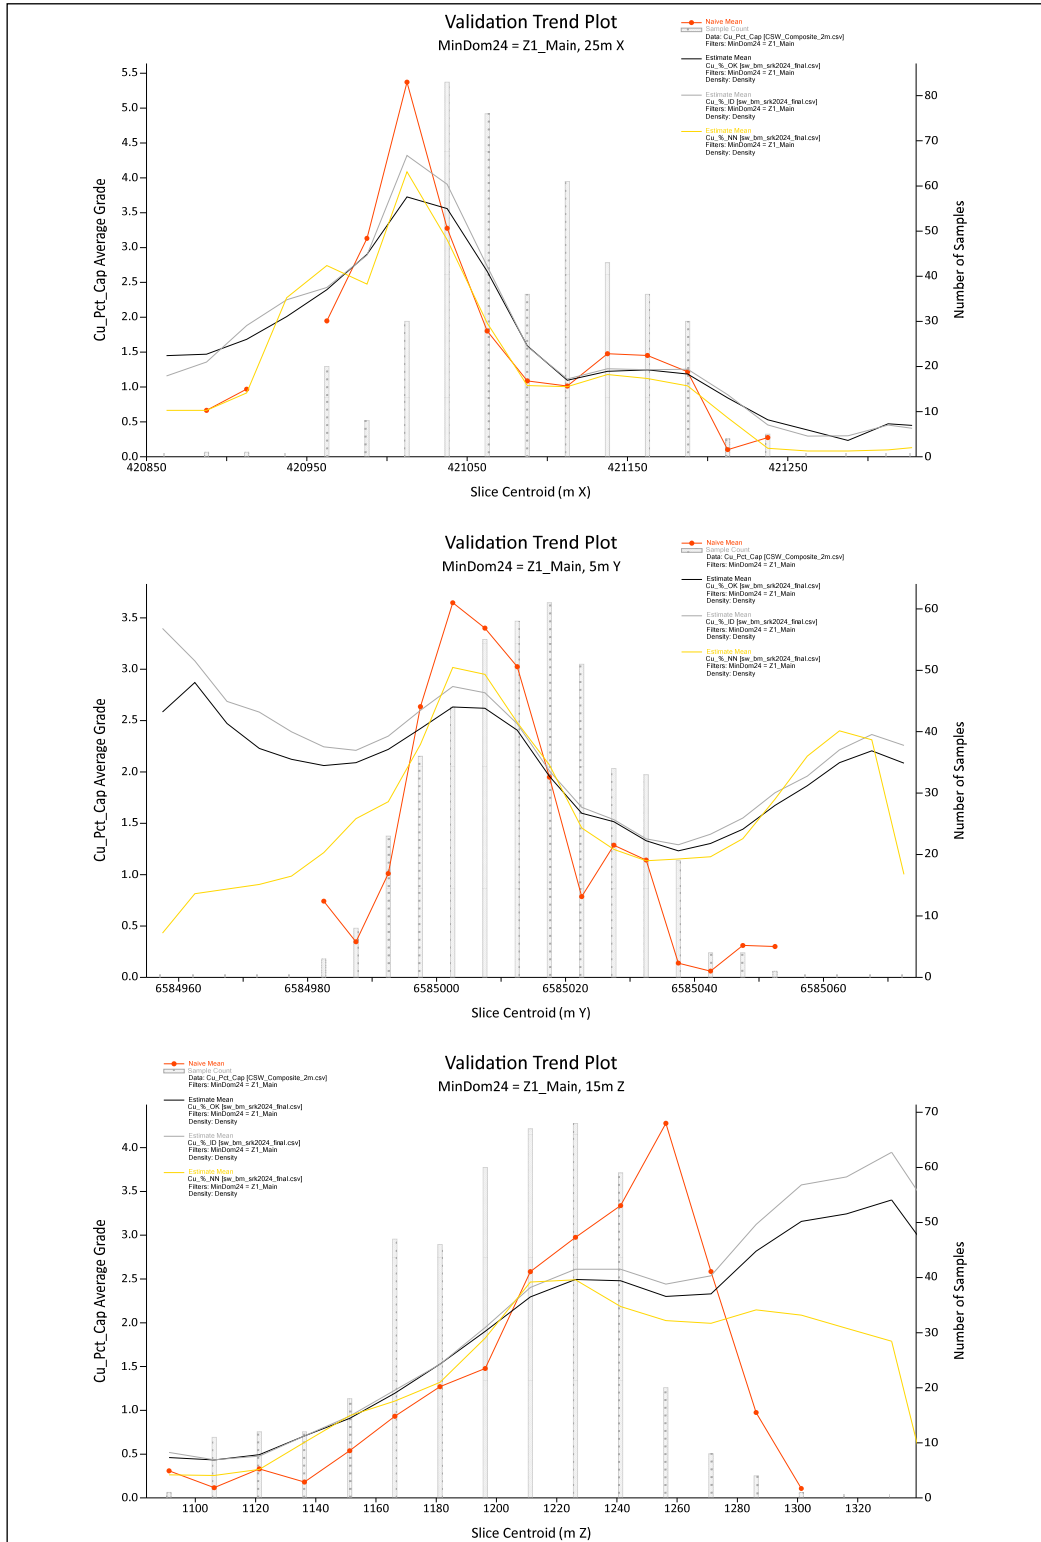 Validation Trend Plot
MinDom24 = Z1_Main, 25m X
Naive Mean
Sample Count
Data: Cu_Pct_Cap [CSW_Composite_2m.csv]
Filters: MinDom24 = Z1_Main
Estimate Mean
Cu_%_OK [sw_bm_srk2024_final.csv]
Filters: MinDom24 = Z1_Main
Density: Density
Estimate Mean
Cu_%_ID [sw_bm_srk2024_final.csv]
Filters: MinDom24 = Z1_Main
Density: Density
Estimate Mean
Cu_%_NN [sw_bm_srk2024_final.csv]
Filters: MinDom24 = Z1_Main
Density: Density
Cu_Pct_Cap Average Grade
5.5
5.0
4.5
4.0
3.5
3.0
2.5
2.0
1.5
1.0
0.5
0.0
80
70
60
50
40
30
20
10
0
Number of Samples
420850
420950
421050
421150
421250
Slice Centroid (m X)
Validation Trend Plot
MinDom24 = Z1_Main, 5m Y
Naive Mean
Sample Count
Data: Cu_Pct_Cap [CSW_Composite_2m.csv]
Filters: MinDom24 = Z1_Main
Estimate Mean
Cu_%_OK [sw_bm_srk2024_final.csv]
Filters: MinDom24 = Z1_Main
Density: Density
Estimate Mean
Cu_%_ID [sw_bm_srk2024_final.csv]
Filters: MinDom24 = Z1_Main
Density: Density
Estimate Mean
Cu_%_NN [sw_bm_srk2024_final.csv]
Filters: MinDom24 = Z1_Main
Density: Density
Cu_Pct_Cap Average Grade
3.5
3.0
2.5
2.0
1.5
1.0
0.5
0.0
60
50
40
30
20
10
0
Number of Samples
6584960
6584980
6585000
6585020
6585040
6585060
Slice Centroid (m Y)
Validation Trend Plot
MinDom24 = Z1_Main, 15m Z
Naive Mean
Sample Count
Data: Cu_Pct_Cap [CSW_Composite_2m.csv]
Filters: MinDom24 = Z1_Main
Estimate Mean
Cu_%_OK [sw_bm_srk2024_final.csv]
Filters: MinDom24 = Z1_Main
Density: Density
Estimate Mean
Cu_%_ID [sw_bm_srk2024_final.csv]
Filters: MinDom24 = Z1_Main
Density: Density
Estimate Mean
Cu_%_NN [sw_bm_srk2024_final.csv]
Filters: MinDom24 = Z1_Main
Density: Density
Cu_Pct_Cap Average Grade
4.0
3.5
3.0
2.5
2.0
1.5
1.0
0.5
0.0
70
60
50
40
30
20
10
0
Number of Samples
1100
1120
1140
1160
1180
1200
1220
1240
1260
1280
1300
1320
Slice Centroid (m Z)